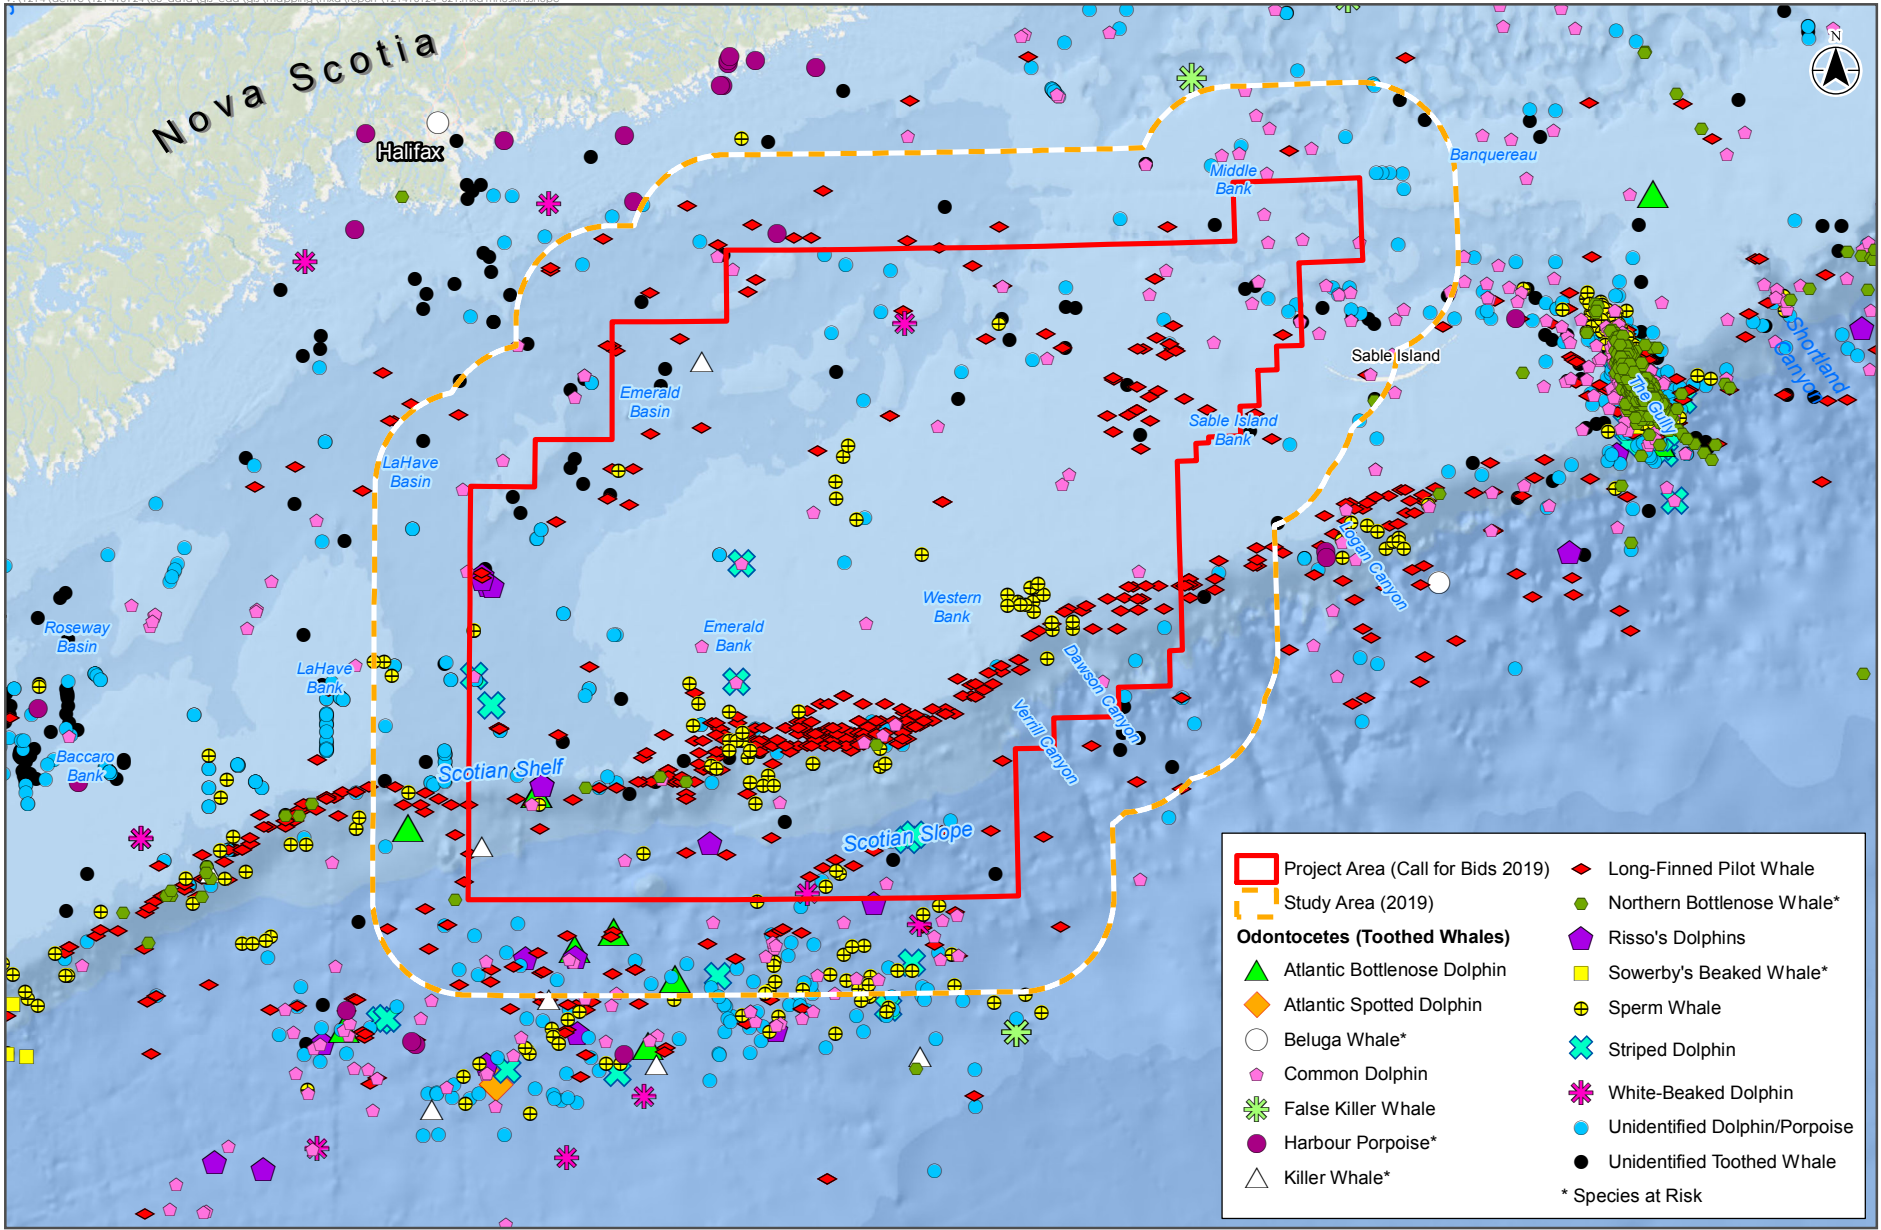 Nova Scotia
N
Halifax
Middle
Bank
Banquereau
Sable Island
Shortland
Canyon
Emerald
Basin
The Gully
Sable Island
Bank
LaHave
Basin
Logan Canyon
Western
Bank
Roseway
Basin
Emerald
Bank
LaHave
Bank
Dawson Canyon
Verrill Canyon
Baccaro
Bank
Scotian Shelf
Scotian Slope
Project Area (Call for Bids 2019)
Study Area (2019)
Odontocetes (Toothed Whales)
Atlantic Bottlenose Dolphin
Atlantic Spotted Dolphin
Beluga Whale*
Common Dolphin
False Killer Whale
Harbour Porpoise*
Killer Whale*
Long-Finned Pilot Whale
Northern Bottlenose Whale*
Risso's Dolphins
Sowerby's Beaked Whale*
Sperm Whale
Striped Dolphin
White-Beaked Dolphin
Unidentified Dolphin/Porpoise
Unidentified Toothed Whale
* Species at Risk